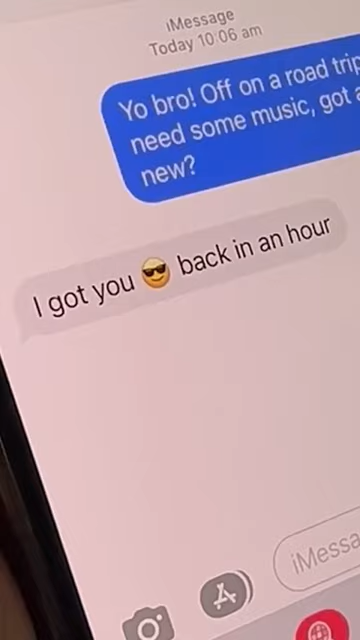 iMessage
Today 10:06 am
Yo bro! Off on a road trip
need some music, got
new?
I got you 😎 back in an hour